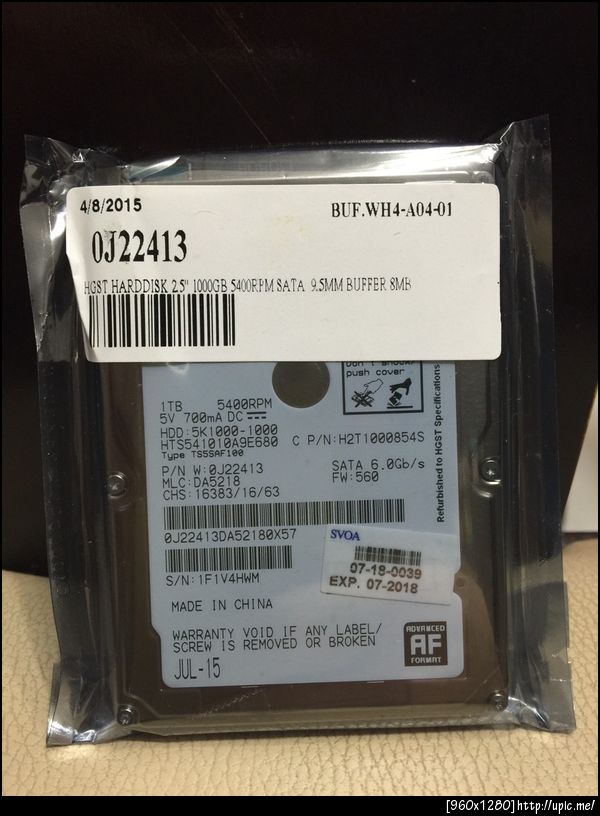 4/8/2015 BUF.WH4-A04-01
0J22413
HGST HARDDISK 2.5" 1000GB 5400RPM SATA 9.5MM BUFFER 8MB
Don't shock/
push cover
1TB 5400RPM
5V 700mA DC
HDD:5K1000-1000
HTS541010A9E680 C P/N:H2T1000854S
Type TS5SAF100
P/N W:0J22413 SATA 6.0Gb/s
MLC:DA5218 FW:560
CHS:16383/16/63
Refurbished to HGST Specifications
0J22413DA52180X57
SVOA
07-18-0039
EXP. 07-2018
S/N:1F1V4HWM
MADE IN CHINA
WARRANTY VOID IF ANY LABEL/
SCREW IS REMOVED OR BROKEN
JUL-15
ADVANCED
AF
FORMAT
[960x1280]http://upic.me/